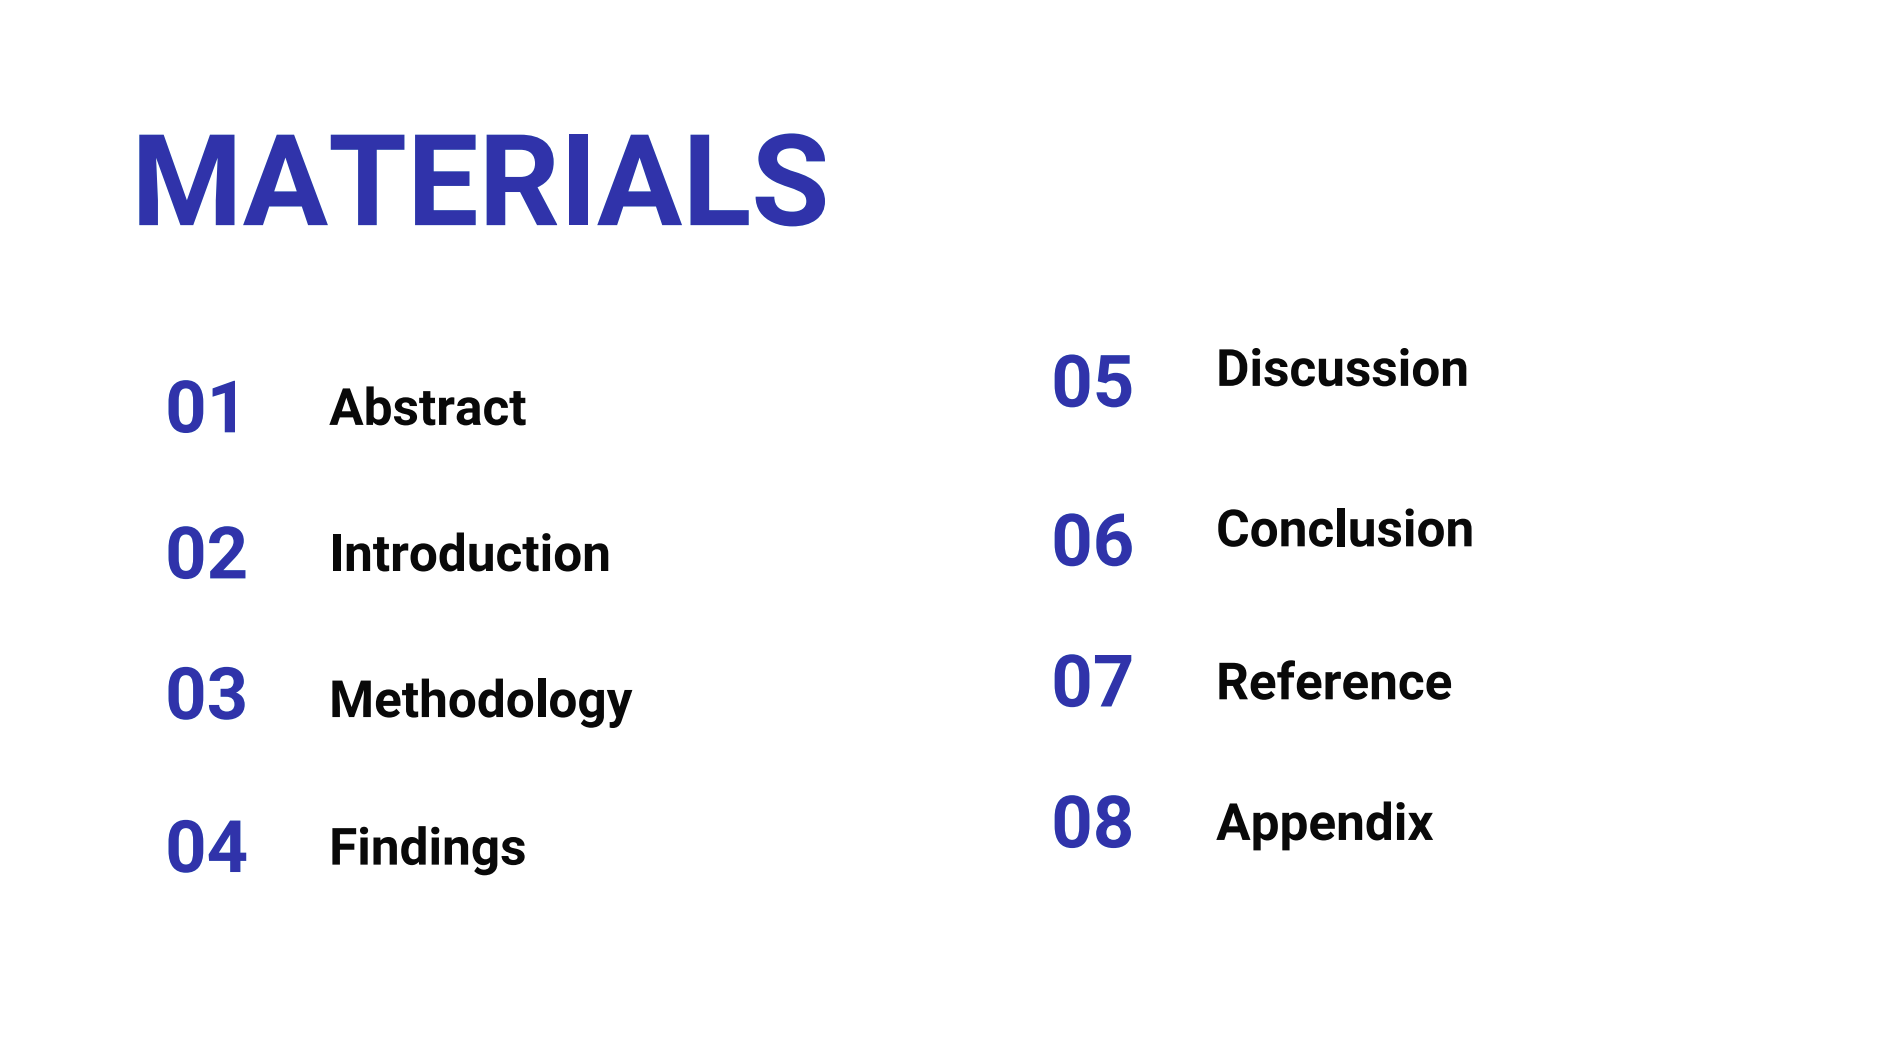 MATERIALS
01 Abstract
02 Introduction
03 Methodology
04 Findings
05 Discussion
06 Conclusion
07 Reference
08 Appendix